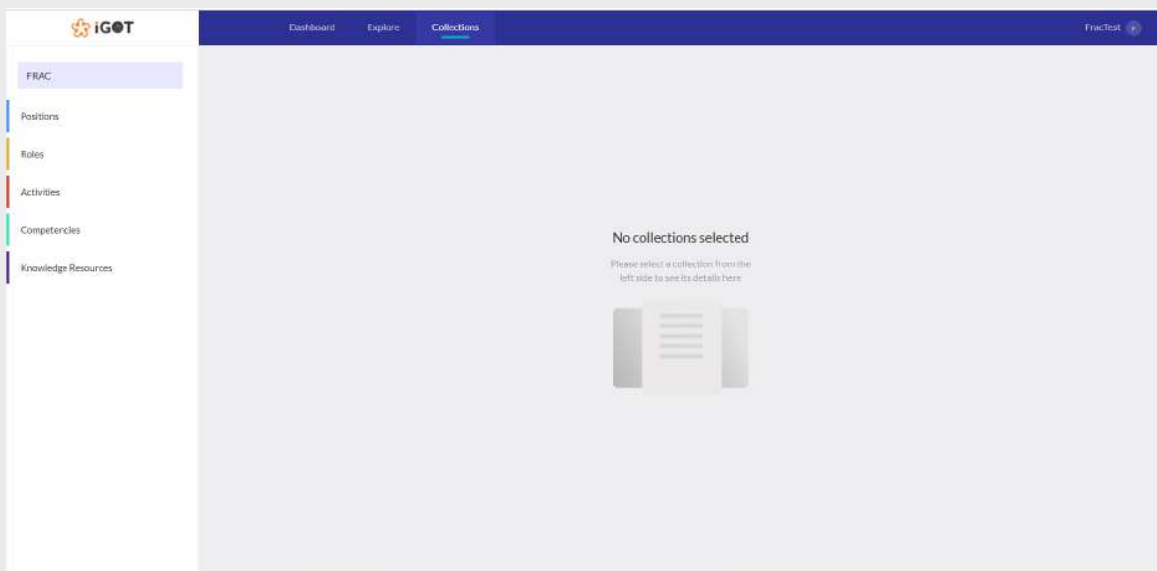 iGOT
Dashboard Explore Collections FracTest
FRAC
Positions
Roles
Activities
Competencies
Knowledge Resources
No collections selected
Please select a collection from the
left side to see its details here